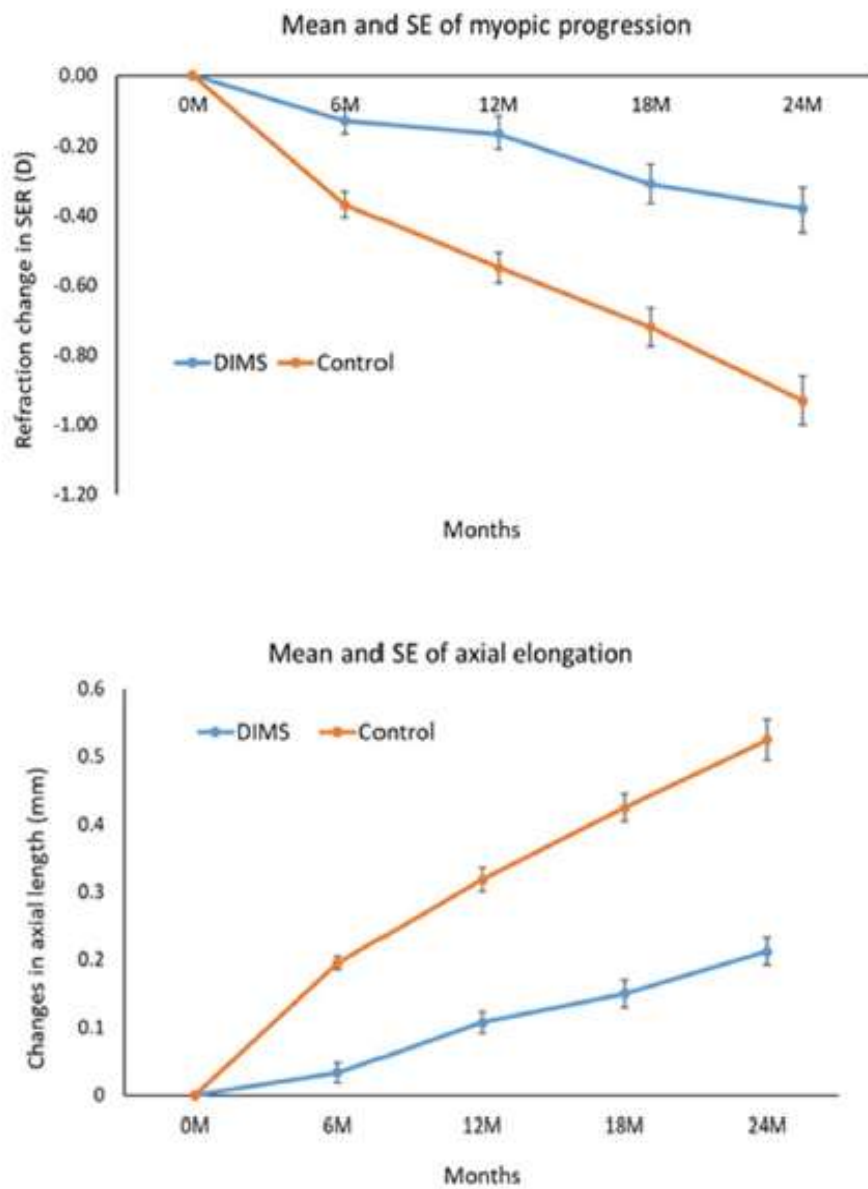 Mean and SE of myopic progression
0.00
0M 6M 12M 18M 24M
-0.20
-0.40
-0.60
-0.80
-1.00
-1.20
Refraction change in SER (D)
DIMS Control
Months
Mean and SE of axial elongation
0.6
0.5
0.4
0.3
0.2
0.1
0
Changes in axial length (mm)
DIMS Control
0M 6M 12M 18M 24M
Months